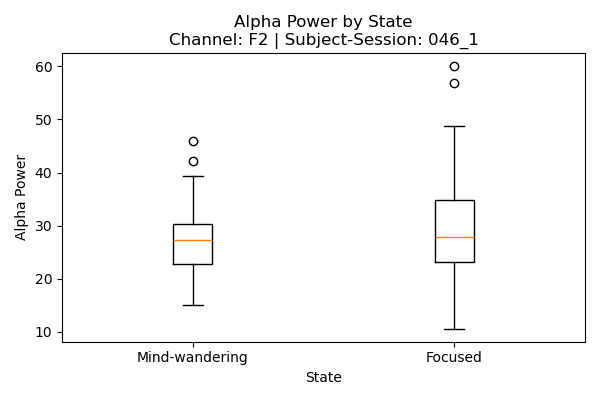 Alpha Power by State
Channel: F2 | Subject-Session: 046_1
Alpha Power
60
50
40
30
20
10
Mind-wandering
Focused
State